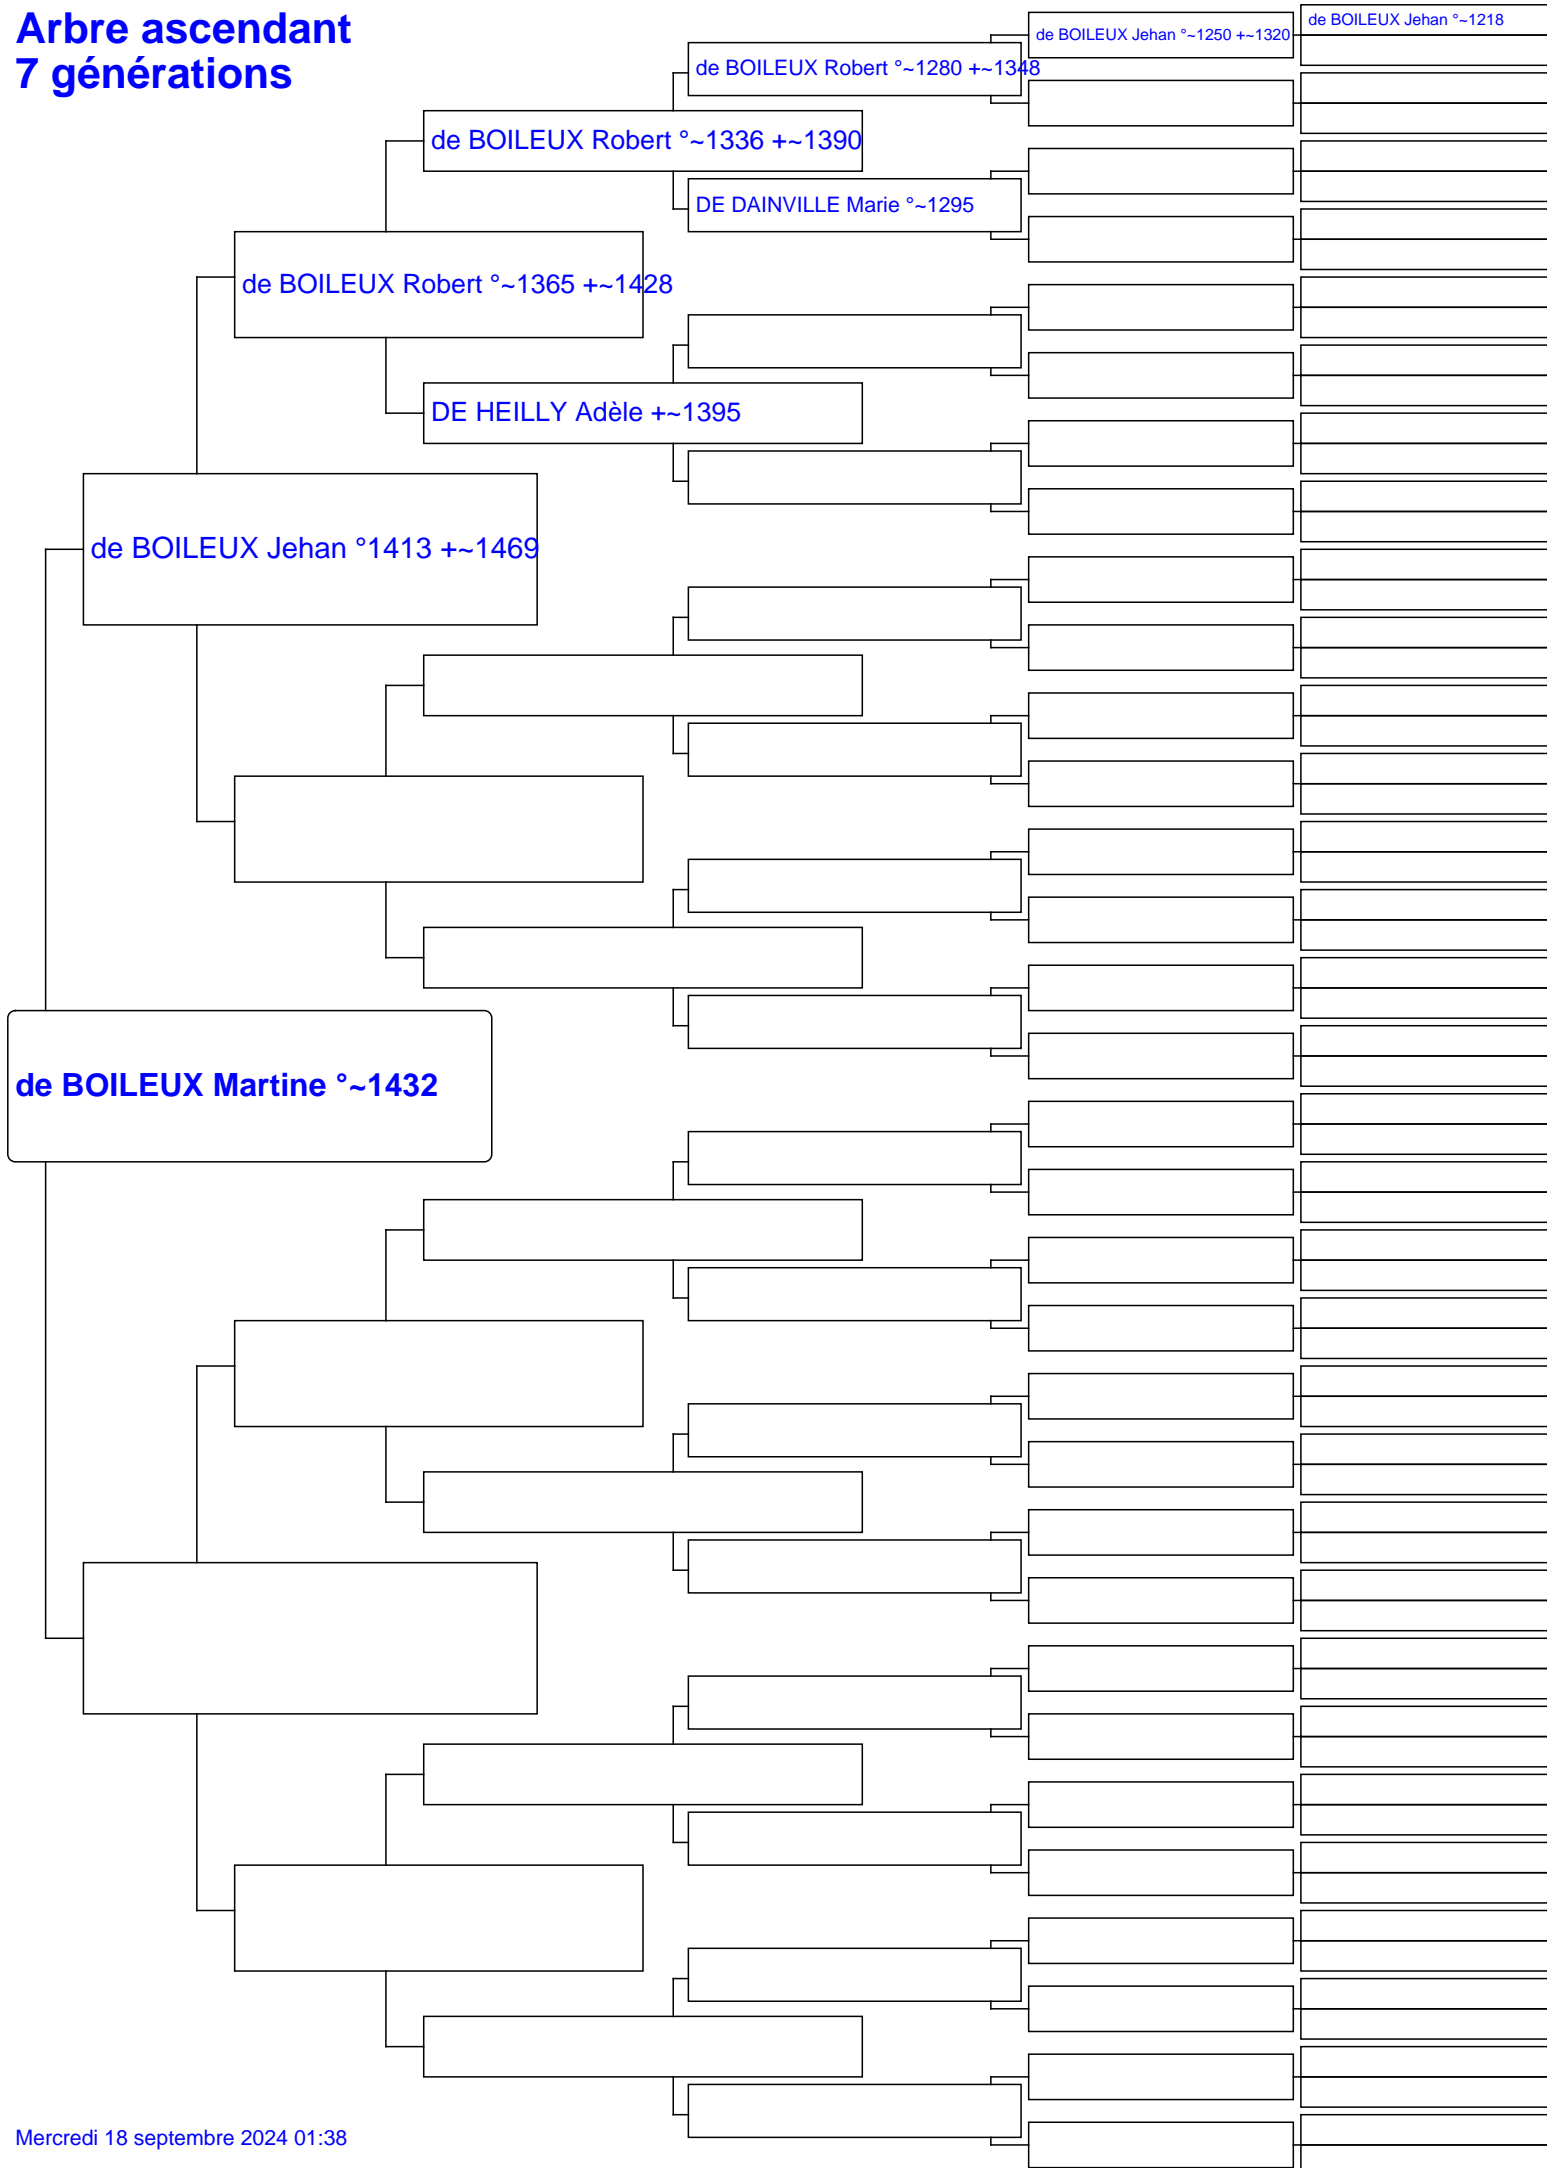 Arbre ascendant
7 générations
de BOILEUX Jehan °~1218
de BOILEUX Jehan °~1250 +~1320
de BOILEUX Robert °~1280 +~1348
de BOILEUX Robert °~1336 +~1390
DE DAINVILLE Marie °~1295
de BOILEUX Robert °~1365 +~1428
DE HEILLY Adèle +~1395
de BOILEUX Jehan °1413 +~1469
de BOILEUX Martine °~1432
Mercredi 18 septembre 2024 01:38